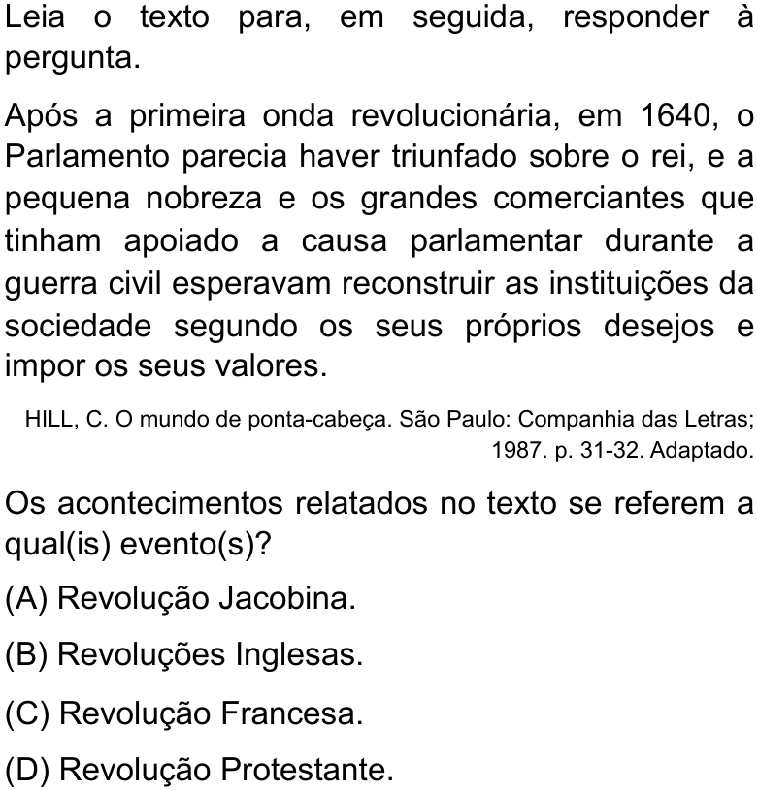 Leia o texto para, em seguida, responder à
pergunta.
Após a primeira onda revolucionária, em 1640, o
Parlamento parecia haver triunfado sobre o rei, e a
pequena nobreza e os grandes comerciantes que
tinham apoiado a causa parlamentar durante a
guerra civil esperavam reconstruir as instituições da
sociedade segundo os seus próprios desejos e
impor os seus valores.
HILL, C. O mundo de ponta-cabeça. São Paulo: Companhia das Letras;
1987. p. 31-32. Adaptado.
Os acontecimentos relatados no texto se referem a
qual(is) evento(s)?
(A) Revolução Jacobina.
(B) Revoluções Inglesas.
(C) Revolução Francesa.
(D) Revolução Protestante.